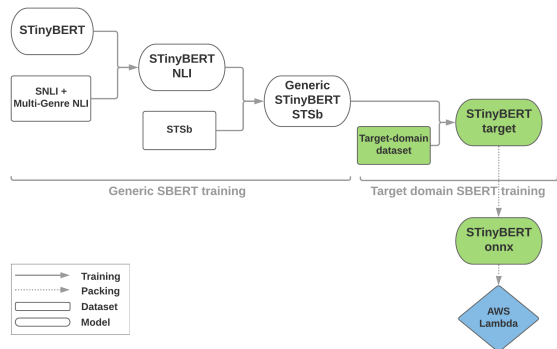 STinyBERT
SNLI +
Multi-Genre NLI
STinyBERT
NLI
STSb
Generic
STinyBERT
STSb
Target-domain
dataset
STinyBERT
target
Generic SBERT training
Target domain SBERT training
STinyBERT
onnx
AWS
Lambda
Training
Packing
Dataset
Model